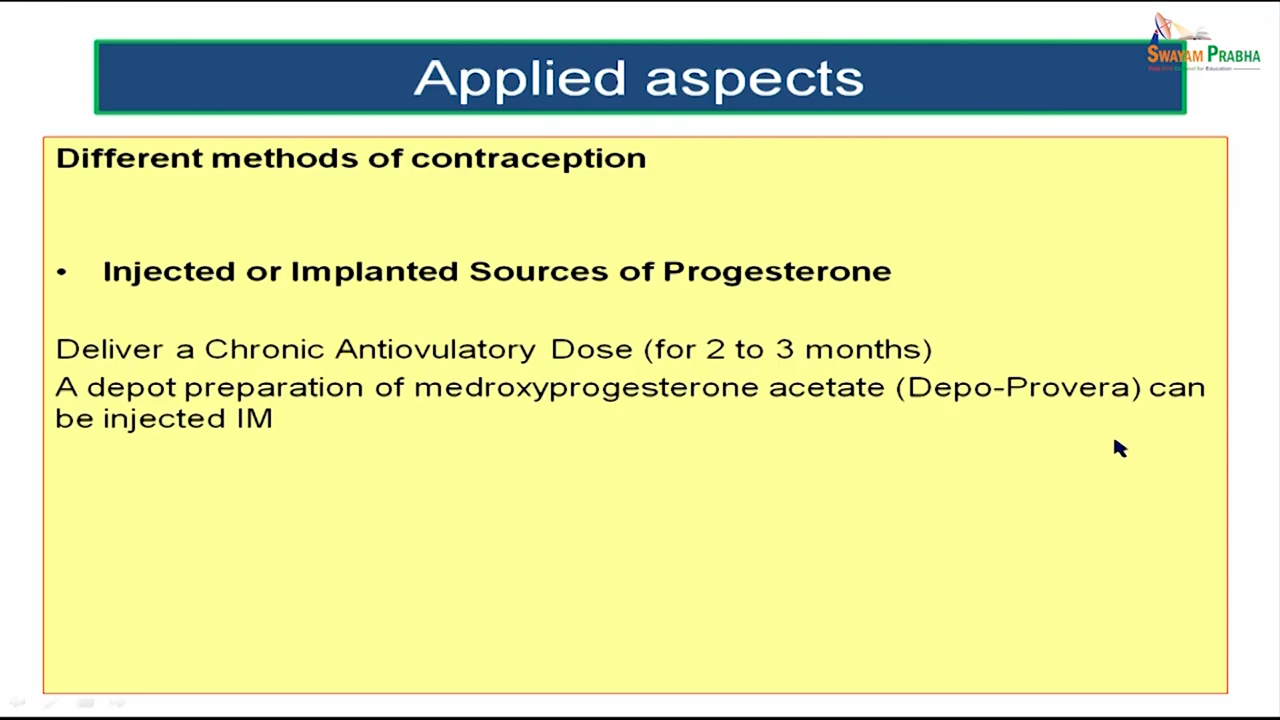 SWAYAM PRABHA
Applied aspects
Different methods of contraception
• Injected or Implanted Sources of Progesterone
Deliver a Chronic Antiovulatory Dose (for 2 to 3 months)
A depot preparation of medroxyprogesterone acetate (Depo-Provera) can
be injected IM